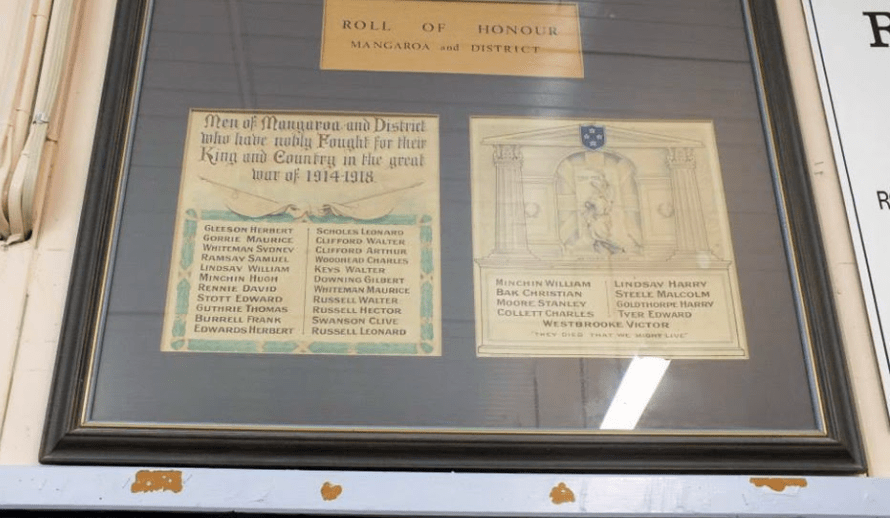 ROLL OF HONOUR
MANGAROA and DISTRICT
Men of Mangaroa and District
who have nobly Fought for their
King and Country in the great
war of 1914-1918
GLEESON HERBERT
GORRIE MAURICE
WHITEMAN SYDNEY
RAMSAY SAMUEL
LINDSAY WILLIAM
MINCHIN HUGH
RENNIE DAVID
STOTT EDWARD
GUTHRIE THOMAS
BURRELL FRANK
EDWARDS HERBERT
SCHOLES LEONARD
CLIFFORD WALTER
CLIFFORD ARTHUR
WOODHEAD CHARLES
KEYS WALTER
DOWNING GILBERT
WHITEMAN MAURICE
RUSSELL WALTER
RUSSELL HECTOR
SWANSON CLIVE
RUSSELL LEONARD
MINCHIN WILLIAM
BAK CHRISTIAN
MOORE STANLEY
COLLETT CHARLES
LINDSAY HARRY
STEELE MALCOLM
GOLDTHORPE HARRY
TYER EDWARD
WESTBROOKE VICTOR
"THEY DIED THAT WE MIGHT LIVE"